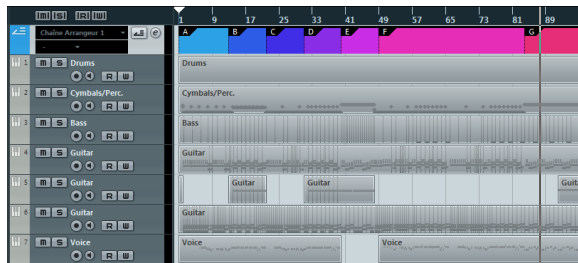 m S R W
1 9 17 25 33 41 49 57 65 73 81 89
Chaîne Arrangeur 1 e
A B C D E F G
-
1 m S Drums
R W
Drums
2 m S Cymbals/Perc.
R W
Cymbals/Perc.
3 m S Bass
R W
Bass
4 m S Guitar
R W
Guitar
5 m S Guitar
R W
Guitar Guitar Guit
6 m S Guitar
R W
Guitar
7 m S Voice
R W
Voice Voice